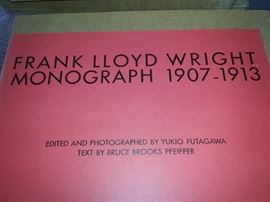 FRANK LLOYD WRIGHT
MONOGRAPH 1907-1913
EDITED AND PHOTOGRAPHED BY YUKIO FUTAGAWA
TEXT BY BRUCE BROOKS PFEIFFER